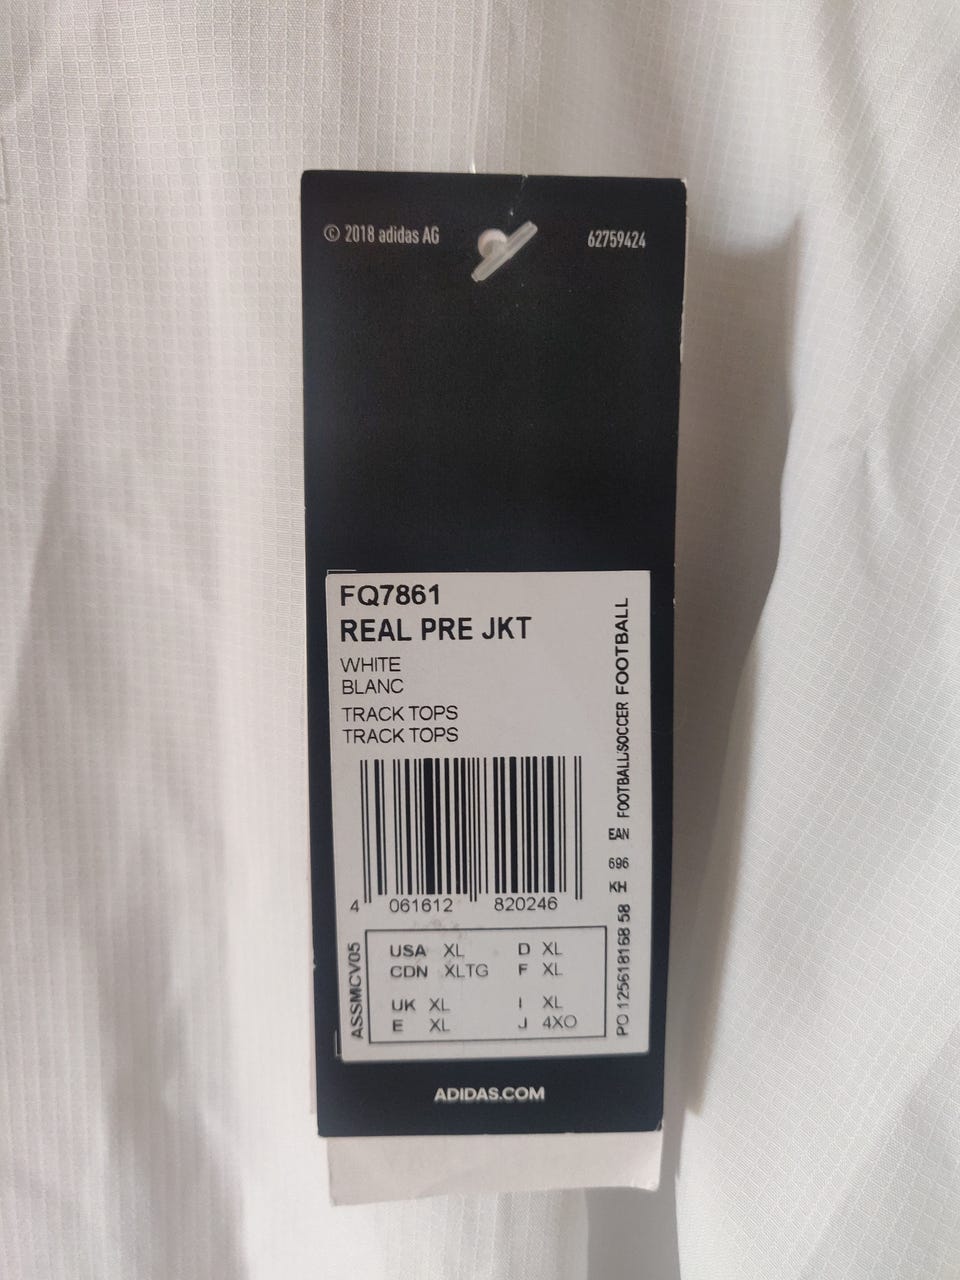 © 2018 adidas AG
62759424
FQ7861
REAL PRE JKT
WHITE
BLANC
TRACK TOPS
TRACK TOPS
4 061612 820246
USA XL D XL
CDN XLTG F XL
UK XL I XL
E XL J 4XO
ASSMCV05
PO 125618168 58 KH 696 EAN FOOTBALL/SOCCER FOOTBALL
ADIDAS.COM